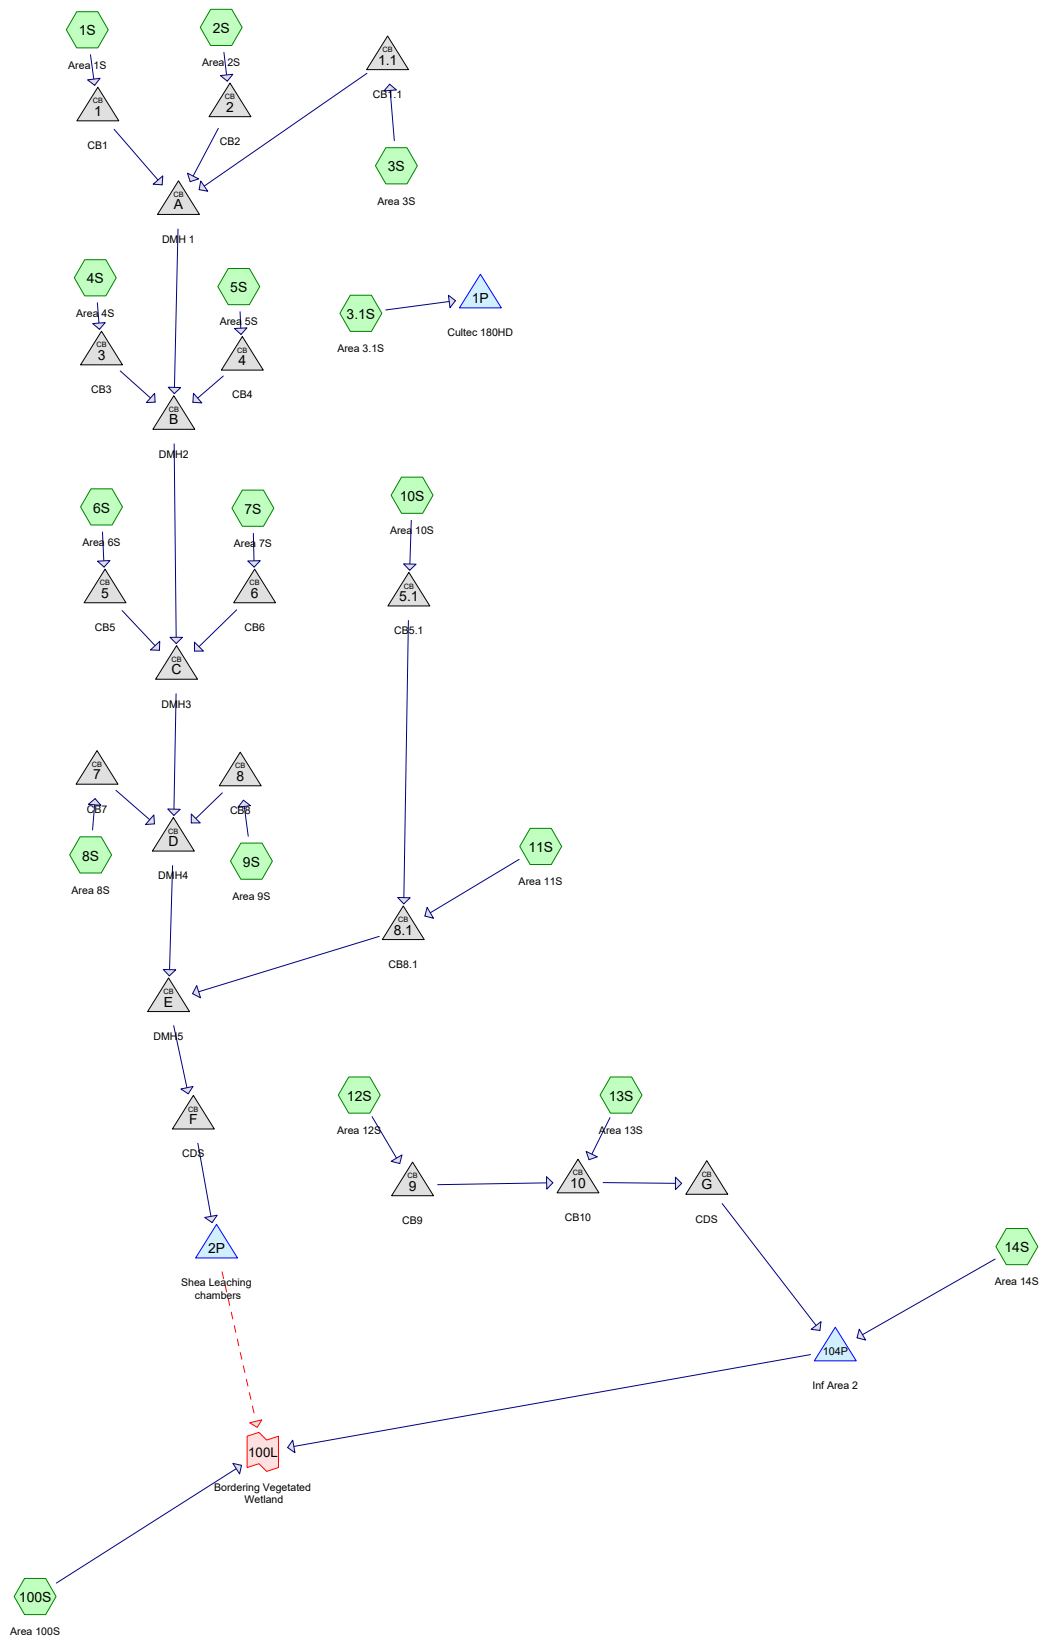 1S
Area 1S
2S
Area 2S
CB
1.1
CB1.1
CB
1
CB1
CB
2
CB2
3S
Area 3S
CB
A
DMH 1
4S
Area 4S
5S
Area 5S
3.1S
Area 3.1S
1P
Cultec 180HD
CB
3
CB3
CB
4
CB4
CB
B
DMH2
6S
Area 6S
7S
Area 7S
10S
Area 10S
CB
5
CB5
CB
6
CB6
CB
5.1
CB5.1
CB
C
DMH3
CB
7
CB7
CB
8
CB8
CB
D
DMH4
8S
Area 8S
9S
Area 9S
11S
Area 11S
CB
8.1
CB8.1
CB
E
DMH5
CB
F
CDS
12S
Area 12S
13S
Area 13S
CB
9
CB9
CB
10
CB10
CB
G
CDS
2P
Shea Leaching
chambers
14S
Area 14S
104P
Inf Area 2
100L
Bordering Vegetated
Wetland
100S
Area 100S